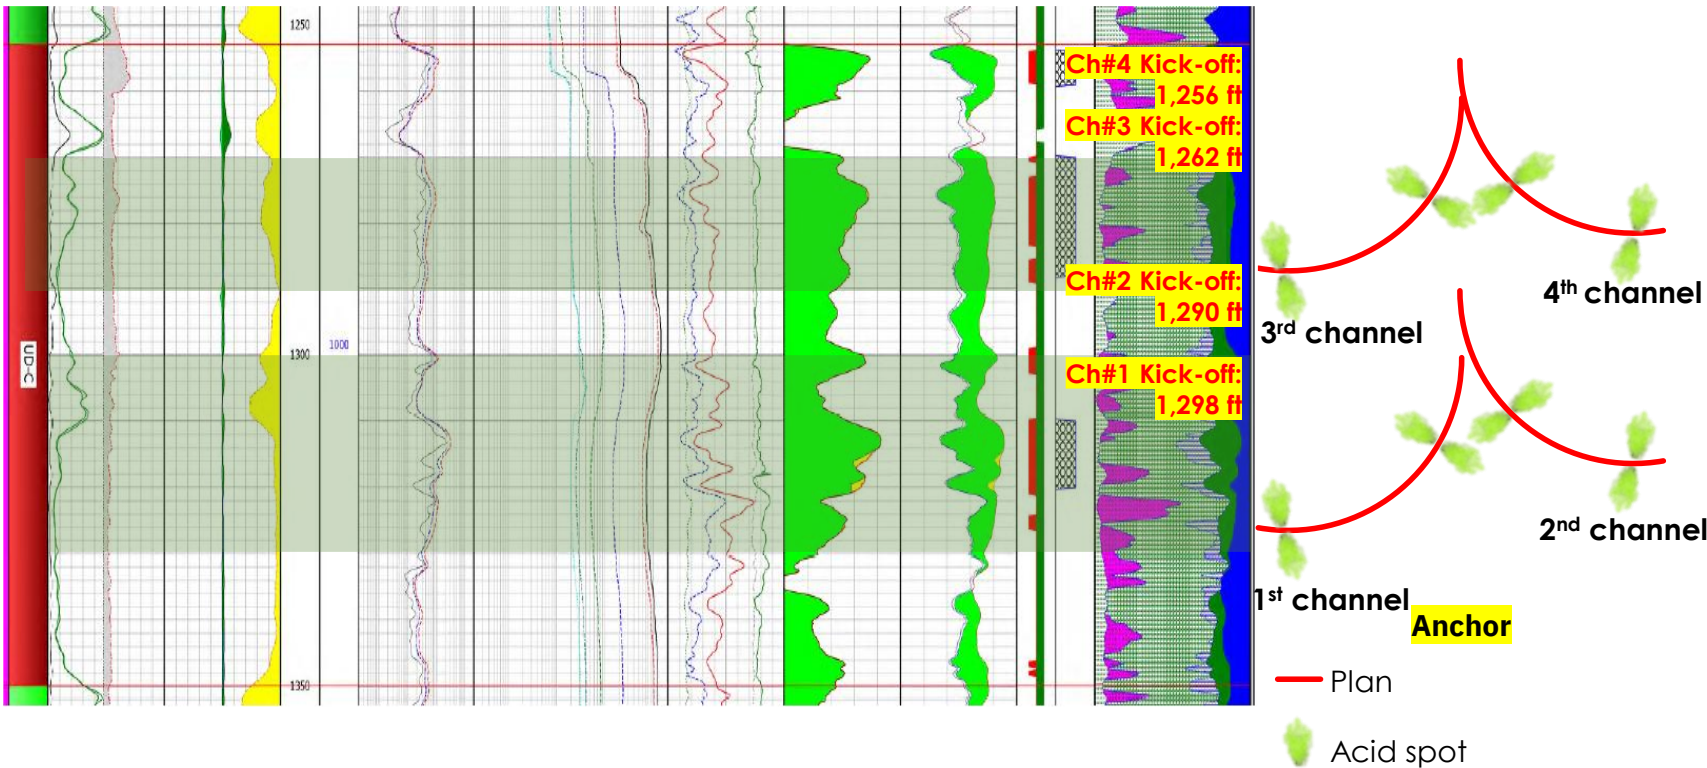 1250
Ch#4 Kick-off:
1,256 ft
Ch#3 Kick-off:
1,262 ft
Ch#2 Kick-off:
1,290 ft
4th channel
3rd channel
UD-C
1300
1000
Ch#1 Kick-off:
1,298 ft
2nd channel
1st channel
Anchor
1350
Plan
Acid spot